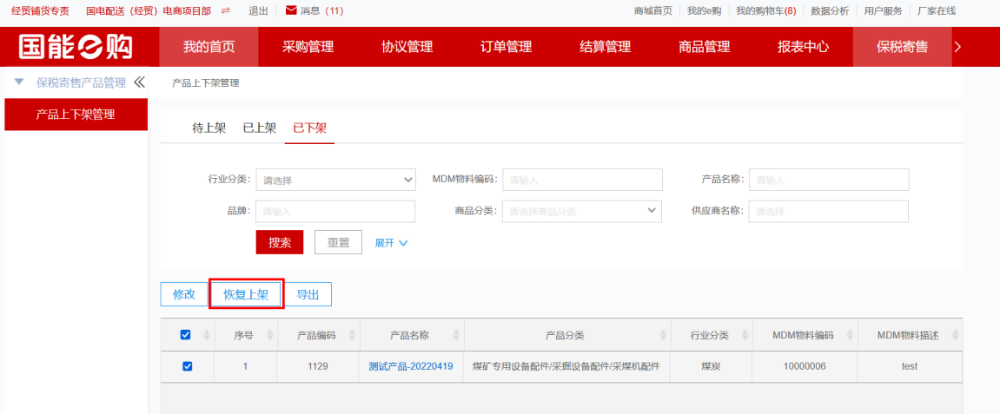 经贸铺货专责 国电配送（经贸）电商项目部 退出 消息（11） 商城首页 我的e购 我的购物车(8) 数据分析 用户服务 厂家在线
国能e购 我的首页 采购管理 协议管理 订单管理 结算管理 商品管理 报表中心 保税寄售
保税寄售产品管理 产品上下架管理
产品上下架管理
待上架 已上架 已下架
行业分类: 请选择 MDM物料编码: 请输入 产品名称: 请输入
品牌: 请输入 商品分类: 请选择商品分类 供应商名称: 请选择
搜索 重置 展开
修改 恢复上架 导出
序号 产品编码 产品名称 产品分类 行业分类 MDM物料编码 MDM物料描述
1 1129 测试产品-20220419 煤矿专用设备配件/采掘设备配件/采煤机配件 煤炭 10000006 test